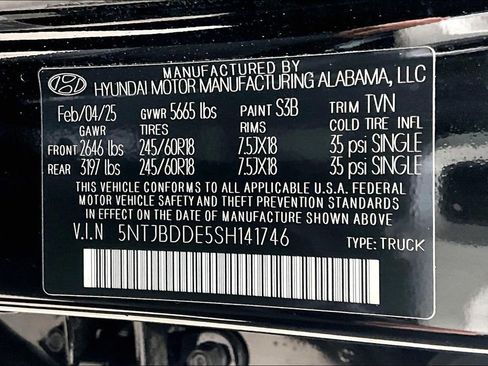 MANUFACTURED BY
HYUNDAI MOTOR MANUFACTURING ALABAMA, LLC
Feb/04/25 GVWR 5665 lbs PAINT S3B TRIM TVN
GAWR TIRES RIMS COLD TIRE INFL
FRONT 2646 lbs 245/60R18 7.5JX18 35 psi SINGLE
REAR 3197 lbs 245/60R18 7.5JX18 35 psi SINGLE
THIS VEHICLE CONFORMS TO ALL APPLICABLE U.S.A. FEDERAL
MOTOR VEHICLE SAFETY AND THEFT PREVENTION STANDARDS
IN EFFECT ON THE DATE OF MANUFACTURE SHOWN ABOVE
V.I.N 5NTJBDDE5SH141746 TYPE: TRUCK